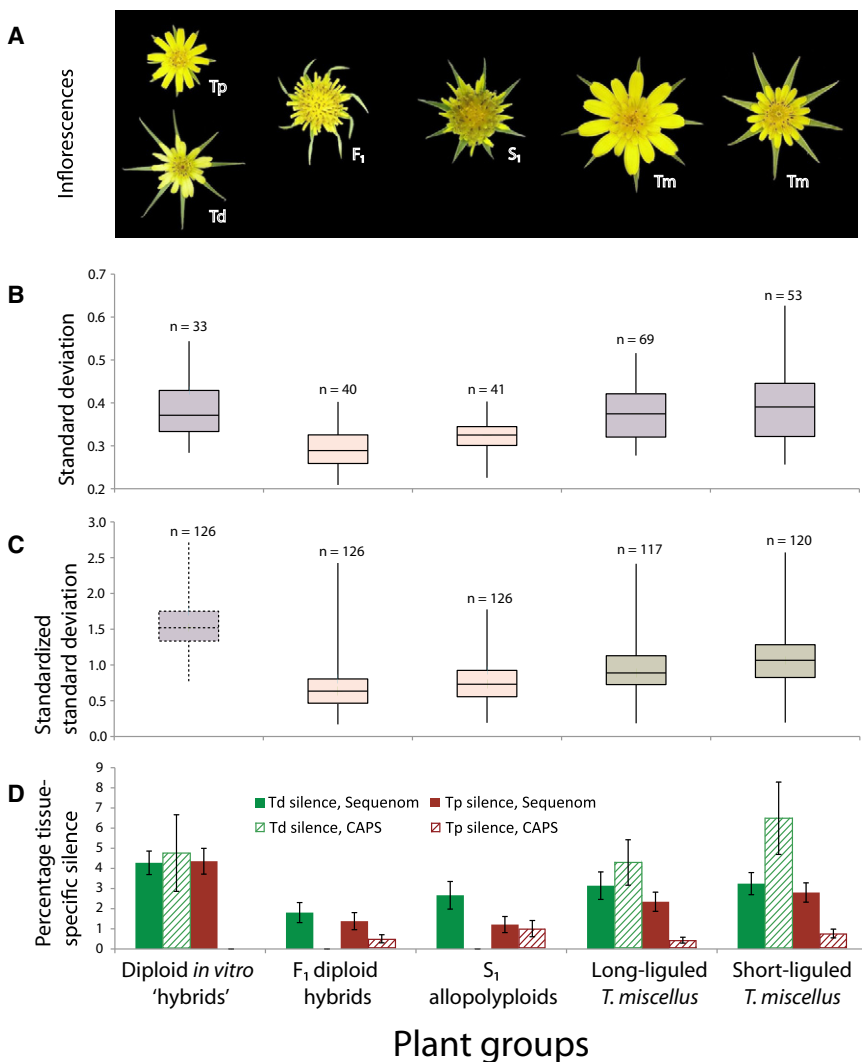 A
Inflorescences
Tp
Td
F₁
S₁
Tm
Tm
B
Standard deviation
0.7
0.6
0.5
0.4
0.3
0.2
n = 33
n = 40
n = 41
n = 69
n = 53
C
Standardized
standard deviation
3.0
2.5
2.0
1.5
1.0
0.5
0.0
n = 126
n = 126
n = 126
n = 117
n = 120
D
Percentage tissue-
specific silence
9
8
7
6
5
4
3
2
1
0
Td silence, Sequenom
Tp silence, Sequenom
Td silence, CAPS
Tp silence, CAPS
Diploid in vitro
‘hybrids’
F₁ diploid
hybrids
S₁
allopolyploids
Long-liguled
T. miscellus
Short-liguled
T. miscellus
Plant groups